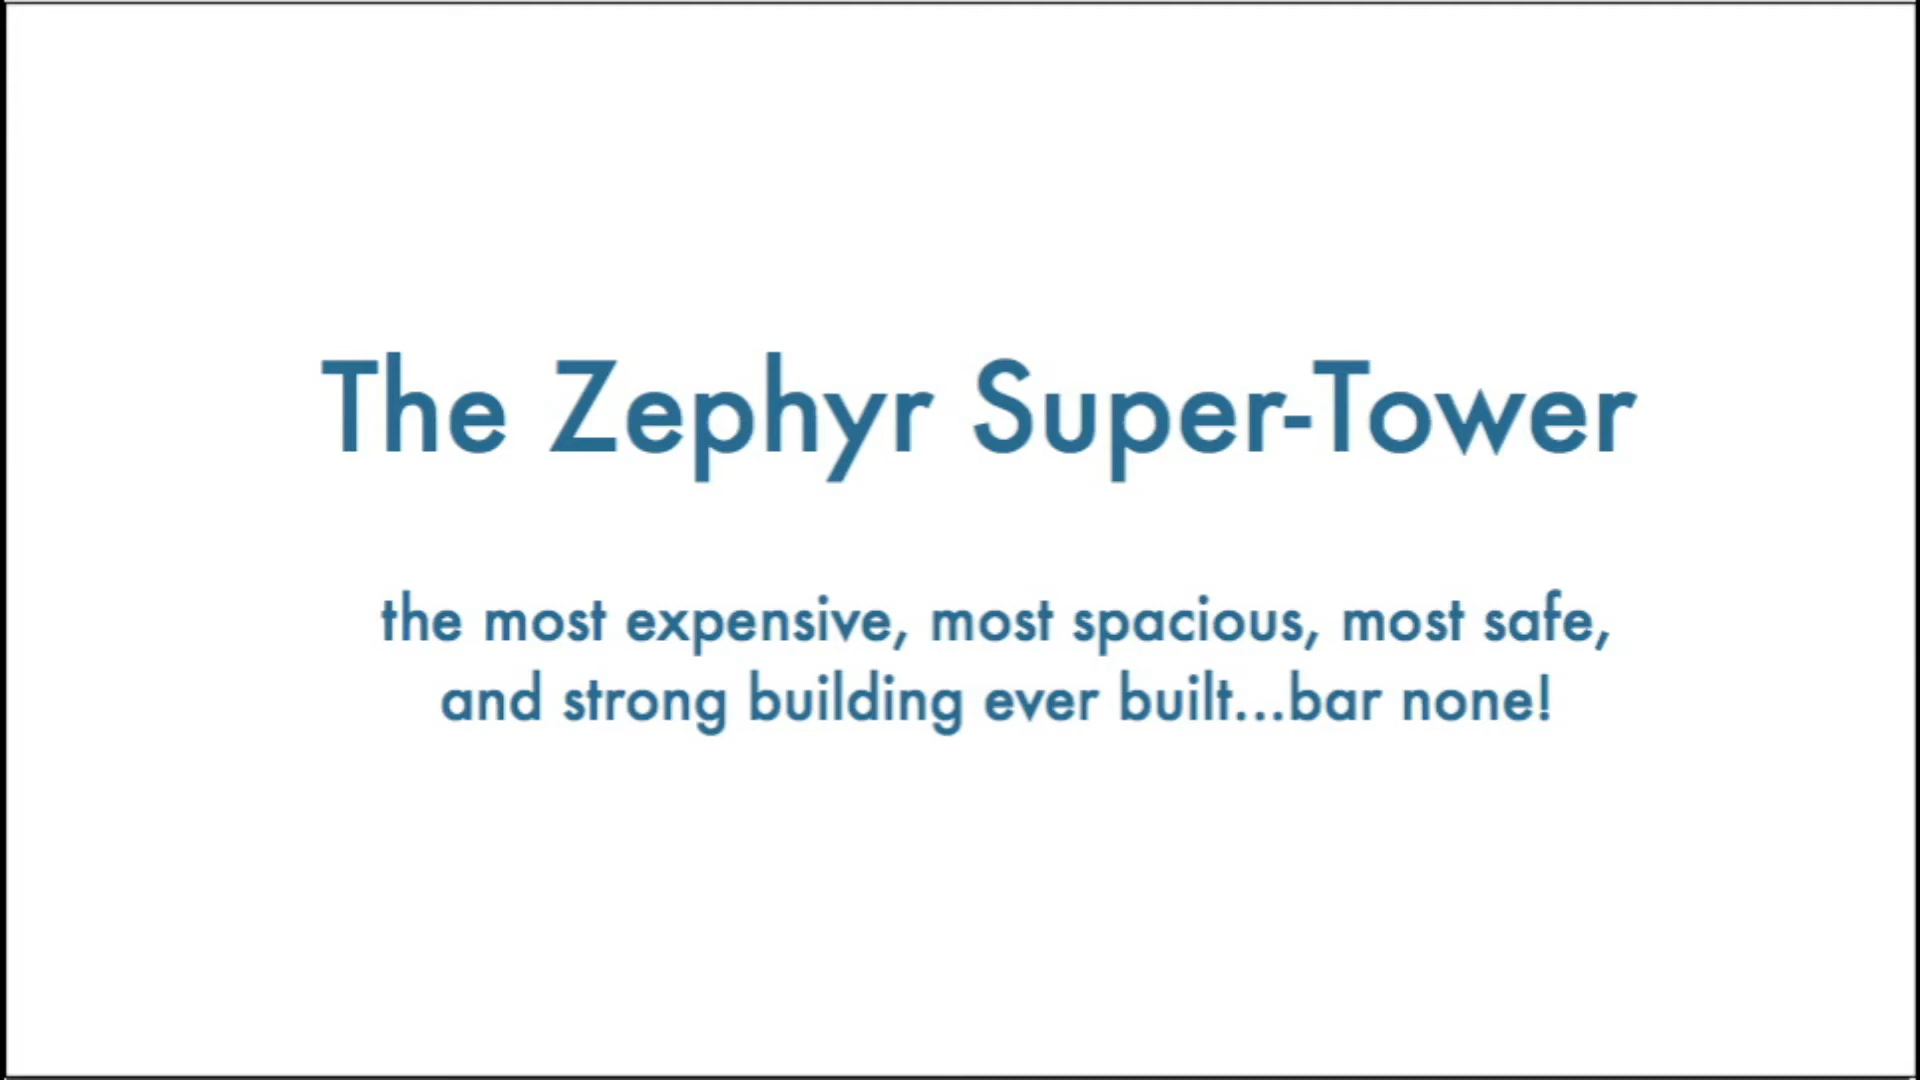 The Zephyr Super-Tower
the most expensive, most spacious, most safe,
and strong building ever built...bar none!